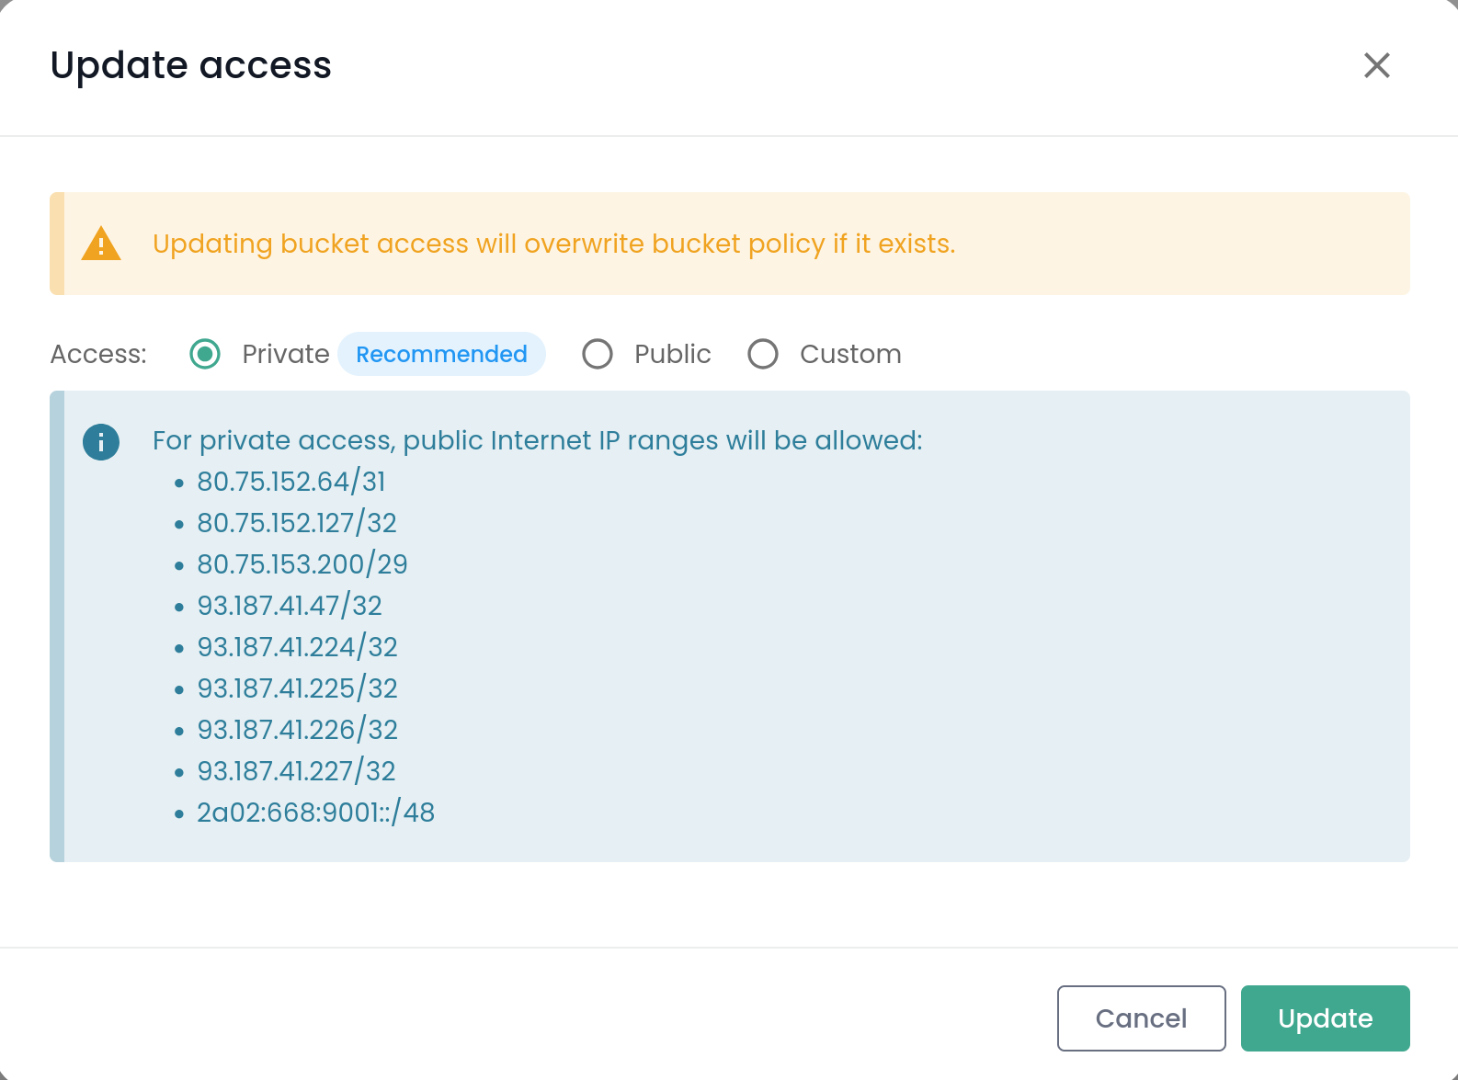 Update access
Updating bucket access will overwrite bucket policy if it exists.
Access: Private Recommended Public Custom
For private access, public Internet IP ranges will be allowed:
• 80.75.152.64/31
• 80.75.152.127/32
• 80.75.153.200/29
• 93.187.41.47/32
• 93.187.41.224/32
• 93.187.41.225/32
• 93.187.41.226/32
• 93.187.41.227/32
• 2a02:668:9001::/48
Cancel Update